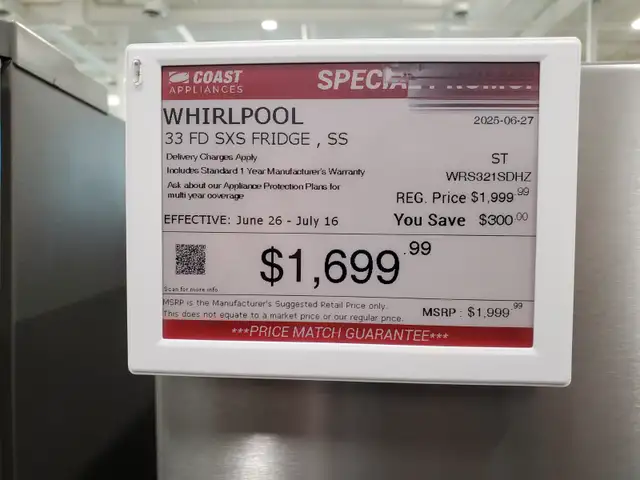 COAST
APPLIANCES
SPECIAL
WHIRLPOOL
2025-06-27
33 FD SXS FRIDGE , SS
Delivery Charges Apply
ST
Includes Standard 1 Year Manufacturer's Warranty
WRS321SDHZ
Ask about our Appliance Protection Plans for
multi year coverage
REG. Price $1,999.99
EFFECTIVE: June 26 - July 16
You Save $300.00
$1,699.99
Scan for more info
MSRP is the Manufacturer's Suggested Retail Price only.
This does not equate to a market price or our regular price.
MSRP : $1,999.99
***PRICE MATCH GUARANTEE***